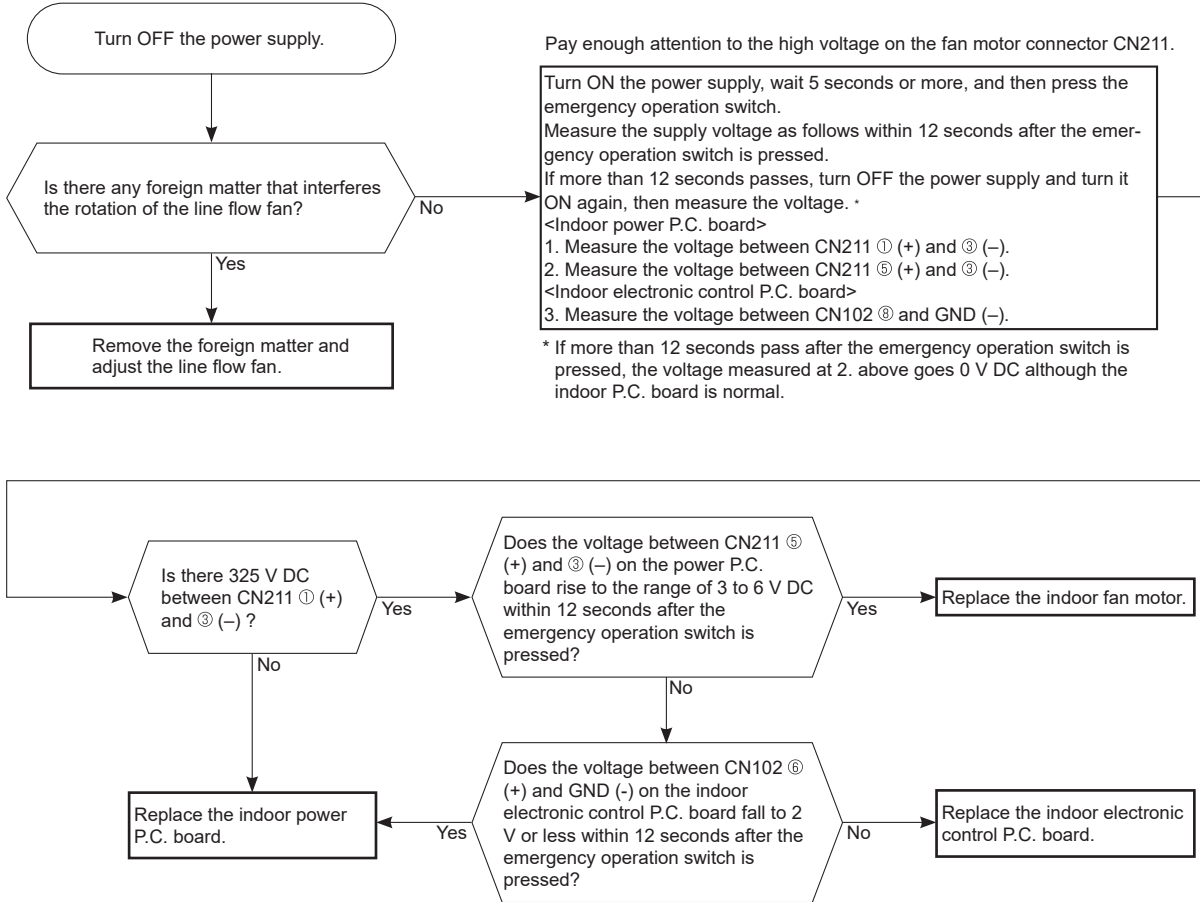 Turn OFF the power supply.
Is there any foreign matter that interferes
the rotation of the line flow fan?
No
Yes
Remove the foreign matter and
adjust the line flow fan.
Pay enough attention to the high voltage on the fan motor connector CN211.
Turn ON the power supply, wait 5 seconds or more, and then press the
emergency operation switch.
Measure the supply voltage as follows within 12 seconds after the emer-
gency operation switch is pressed.
If more than 12 seconds passes, turn OFF the power supply and turn it
ON again, then measure the voltage. *
<Indoor power P.C. board>
1. Measure the voltage between CN211 ① (+) and ③ (–).
2. Measure the voltage between CN211 ⑤ (+) and ③ (–).
<Indoor electronic control P.C. board>
3. Measure the voltage between CN102 ⑧ and GND (–).
* If more than 12 seconds pass after the emergency operation switch is
pressed, the voltage measured at 2. above goes 0 V DC although the
indoor P.C. board is normal.
Is there 325 V DC
between CN211 ① (+)
and ③ (–) ?
Yes
No
Does the voltage between CN211 ⑤
(+) and ③ (–) on the power P.C.
board rise to the range of 3 to 6 V DC
within 12 seconds after the
emergency operation switch is
pressed?
Yes
Replace the indoor fan motor.
No
Replace the indoor power
P.C. board.
Yes
Does the voltage between CN102 ⑥
(+) and GND (-) on the indoor
electronic control P.C. board fall to 2
V or less within 12 seconds after the
emergency operation switch is
pressed?
No
Replace the indoor electronic
control P.C. board.